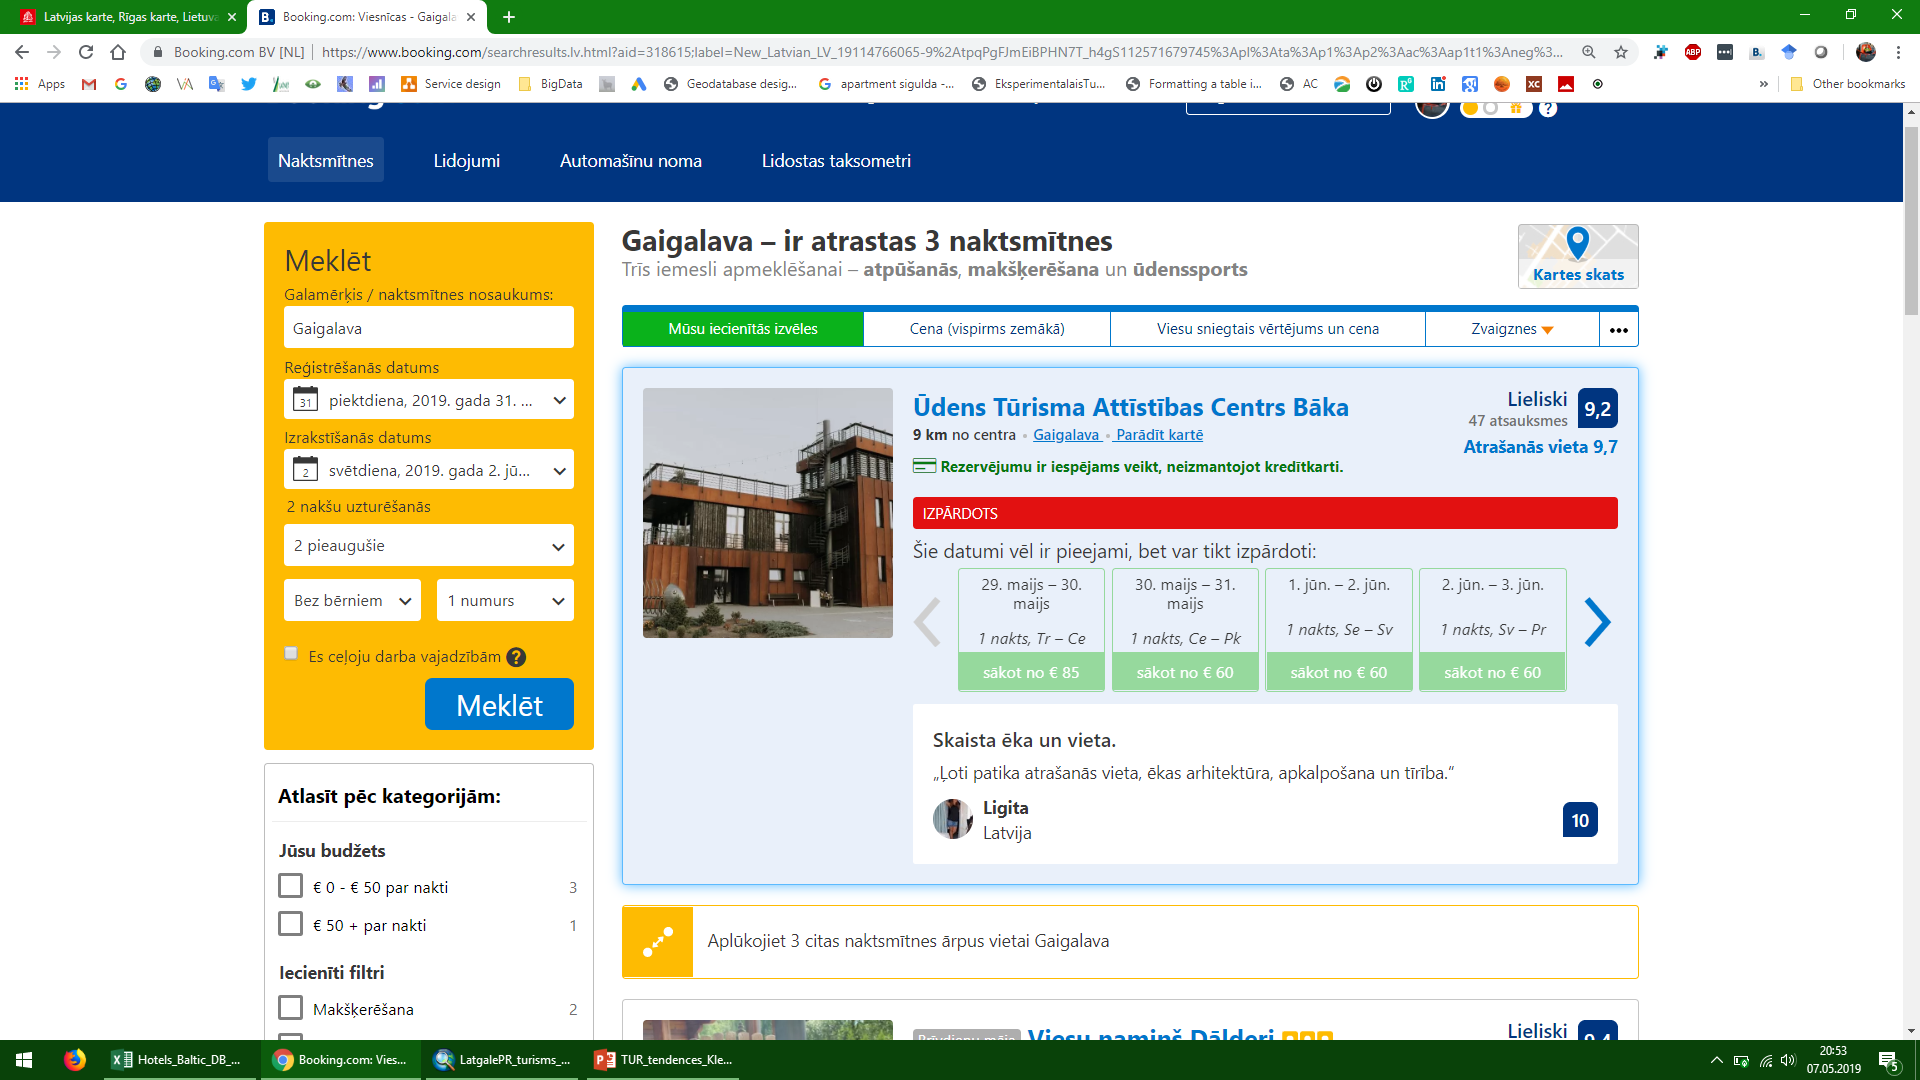 Latvijas karte, Rīgas karte, Lietuva
Booking.com: Viesnīcas - Gaigala
Booking.com BV [NL]
https://www.booking.com/searchresults.lv.html?aid=318615;label=New_Latvian_LV_19114766065-9%2AtpqPgFJmEiBPHN7T_h4gS112571679745%3Apl%3Ata%3Ap1%3Ap2%3Aac%3Aap1t1%3Aneg%3...
Apps
Service design
BigData
Geodatabase desig...
apartment sigulda -...
EksperimentalaisTu...
Formatting a table i...
AC
Other bookmarks
Naktsmītnes
Lidojumi
Automašīnu noma
Lidostas taksometri
Meklēt
Galamērķis / naktsmītnes nosaukums:
Gaigalava
Reģistrēšanās datums
31
piektdiena, 2019. gada 31. ...
Izrakstīšanās datums
2
svētdiena, 2019. gada 2. jū...
2 nakšu uzturēšanās
2 pieaugušie
Bez bērniem
1 numurs
Es ceļoju darba vajadzībām ?
Meklēt
Atlasīt pēc kategorijām:
Jūsu budžets
€ 0 - € 50 par nakti 3
€ 50 + par nakti 1
Iecienīti filtri
Makšķerēšana 2
Gaigalava – ir atrastas 3 naktsmītnes
Trīs iemesli apmeklēšanai – atpūšanās, makšķerēšana un ūdenssports
Kartes skats
Mūsu iecienītās izvēles
Cena (vispirms zemākā)
Viesu sniegtais vērtējums un cena
Zvaigznes
Ūdens Tūrisma Attīstības Centrs Bāka
9 km no centra • Gaigalava • Parādīt kartē
Rezervējumu ir iespējams veikt, neizmantojot kredītkarti.
Lieliski 9,2
47 atsauksmes
Atrašanās vieta 9,7
IZPĀRDOTS
Šie datumi vēl ir pieejami, bet var tikt izpārdoti:
29. maijs – 30. maijs
1 nakts, Tr – Ce
sākot no € 85
30. maijs – 31. maijs
1 nakts, Ce – Pk
sākot no € 60
1. jūn. – 2. jūn.
1 nakts, Se – Sv
sākot no € 60
2. jūn. – 3. jūn.
1 nakts, Sv – Pr
sākot no € 60
Skaista ēka un vieta.
„Ļoti patika atrašanās vieta, ēkas arhitektūra, apkalpošana un tīrība.“
Ligita
Latvija
10
Aplūkojiet 3 citas naktsmītnes ārpus vietai Gaigalava
Brīvdienu māja Viesu namiņš Dālderi
Lieliski 9,4
Hotels_Baltic_DB_...
Booking.com: Vies...
LatgalePR_turisms_...
TUR_tendences_Kle...
20:53
07.05.2019
5